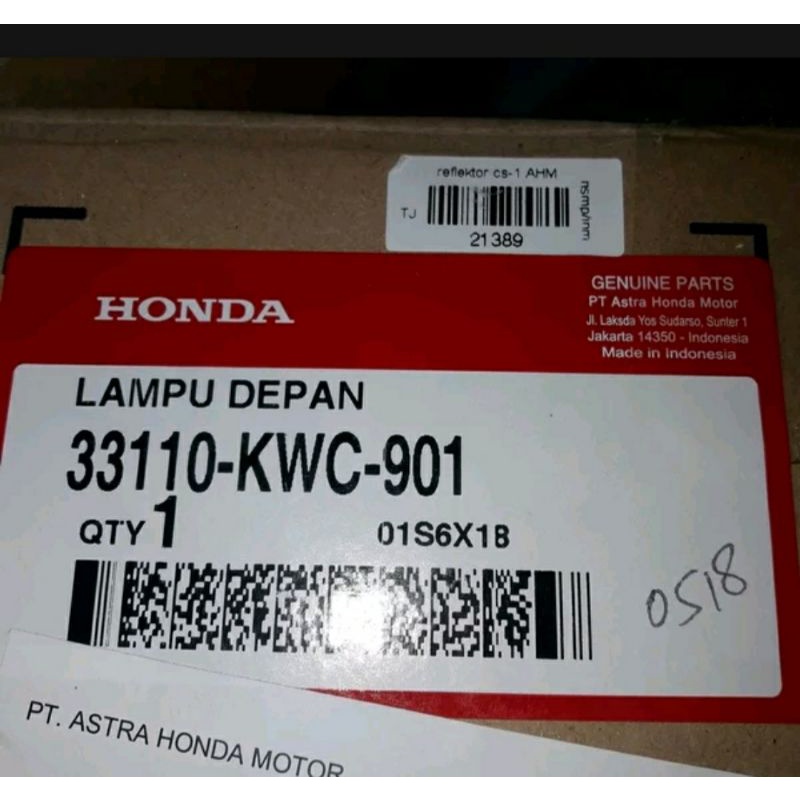 reflektor cs-1 AHM
TJ
nsmp/nm
21389
HONDA
GENUINE PARTS
PT Astra Honda Motor
Jl. Laksda Yos Sudarso, Sunter 1
Jakarta 14350 - Indonesia
Made in Indonesia
LAMPU DEPAN
33110-KWC-901
QTY 1
01S6X1B
0518
PT. ASTRA HONDA MOTOR